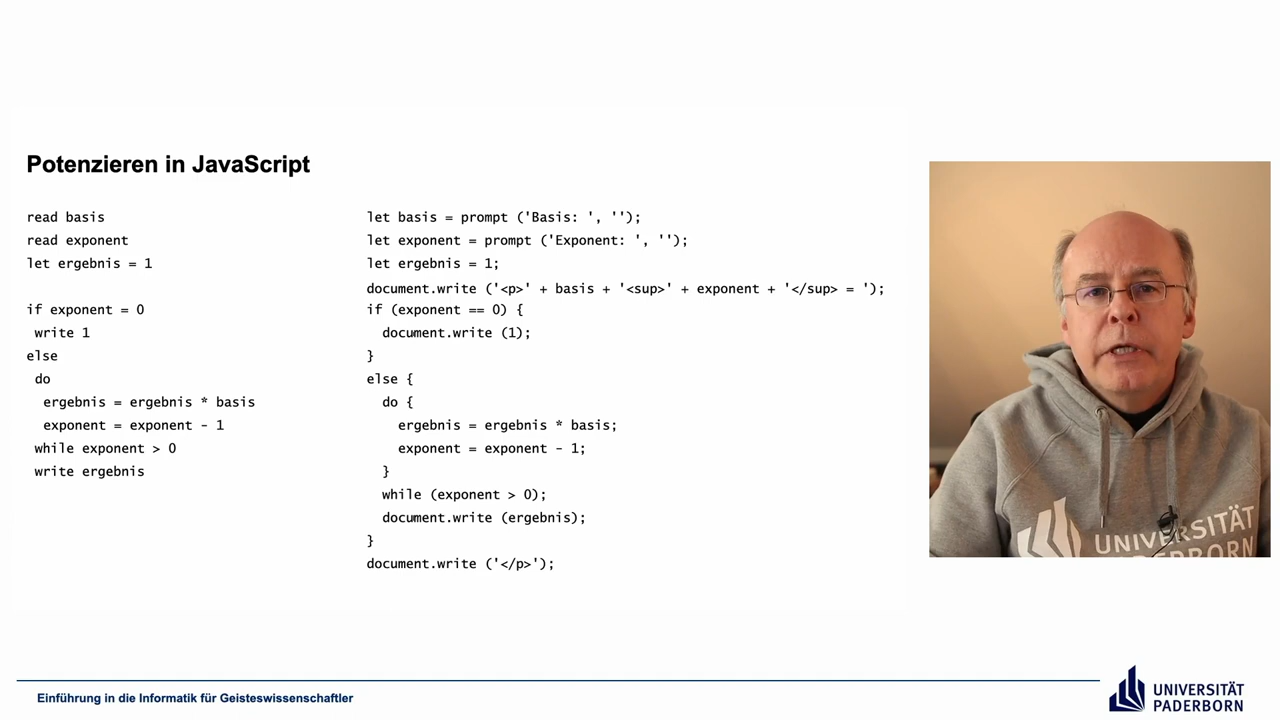 Potenzieren in JavaScript
read basis
read exponent
let ergebnis = 1
if exponent = 0
write 1
else
do
ergebnis = ergebnis * basis
exponent = exponent - 1
while exponent > 0
write ergebnis
let basis = prompt ('Basis: ', '');
let exponent = prompt ('Exponent: ', '');
let ergebnis = 1;
document.write ('<p>' + basis + '<sup>' + exponent + '</sup> = ');
if (exponent == 0) {
document.write (1);
}
else {
do {
ergebnis = ergebnis * basis;
exponent = exponent - 1;
}
while (exponent > 0);
document.write (ergebnis);
}
document.write ('</p>');
UNIVERSITÄT
PADERBORN
Einführung in die Informatik für Geisteswissenschaftler
UNIVERSITÄT
PADERBORN